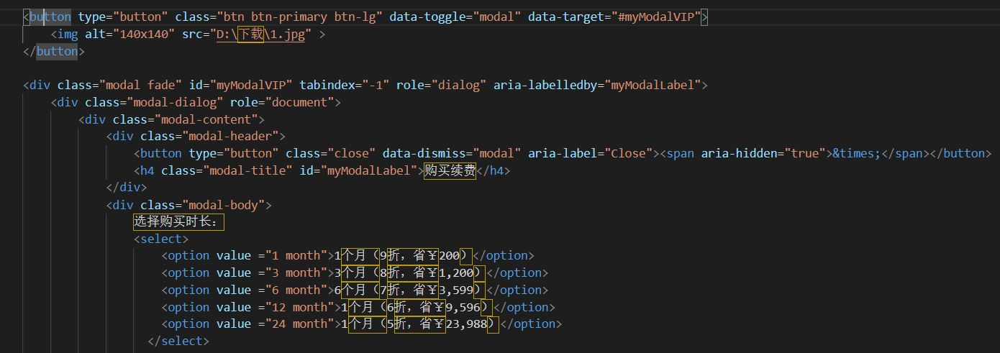 <button type="button" class="btn btn-primary btn-lg" data-toggle="modal" data-target="#myModalVIP">
<img alt="140x140" src="D:\下载\1.jpg" >
</button>
<div class="modal fade" id="myModalVIP" tabindex="-1" role="dialog" aria-labelledby="myModalLabel">
<div class="modal-dialog" role="document">
<div class="modal-content">
<div class="modal-header">
<button type="button" class="close" data-dismiss="modal" aria-label="Close"><span aria-hidden="true">&times;</span></button>
<h4 class="modal-title" id="myModalLabel">购买续费</h4>
</div>
<div class="modal-body">
选择购买时长：
<select>
<option value ="1 month">1个月（9折，省￥200）</option>
<option value ="3 month">3个月（8折，省￥1,200）</option>
<option value ="6 month">6个月（7折，省￥3,599）</option>
<option value ="12 month">1个月（6折，省￥9,596）</option>
<option value ="24 month">1个月（5折，省￥23,988）</option>
</select>